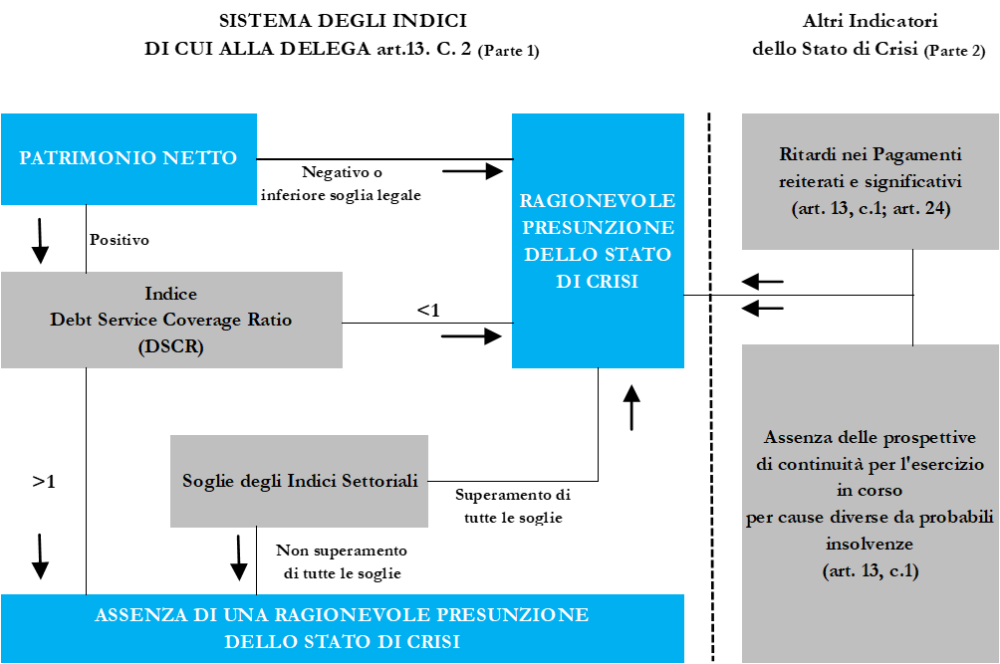 SISTEMA DEGLI INDICI
DI CUI ALLA DELEGA art.13. C. 2 (Parte 1)
Altri Indicatori
dello Stato di Crisi (Parte 2)
PATRIMONIO NETTO
Negativo o
inferiore soglia legale
RAGIONEVOLE
PRESUNZIONE
DELLO STATO
DI CRISI
Ritardi nei Pagamenti
reiterati e significativi
(art. 13, c.1; art. 24)
Positivo
Indice
Debt Service Coverage Ratio
(DSCR)
<1
>1
Soglie degli Indici Settoriali
Superamento di
tutte le soglie
Non superamento
di tutte le soglie
Assenza delle prospettive
di continuità per l'esercizio
in corso
per cause diverse da probabili
insolvenze
(art. 13, c.1)
ASSENZA DI UNA RAGIONEVOLE PRESUNZIONE
DELLO STATO DI CRISI